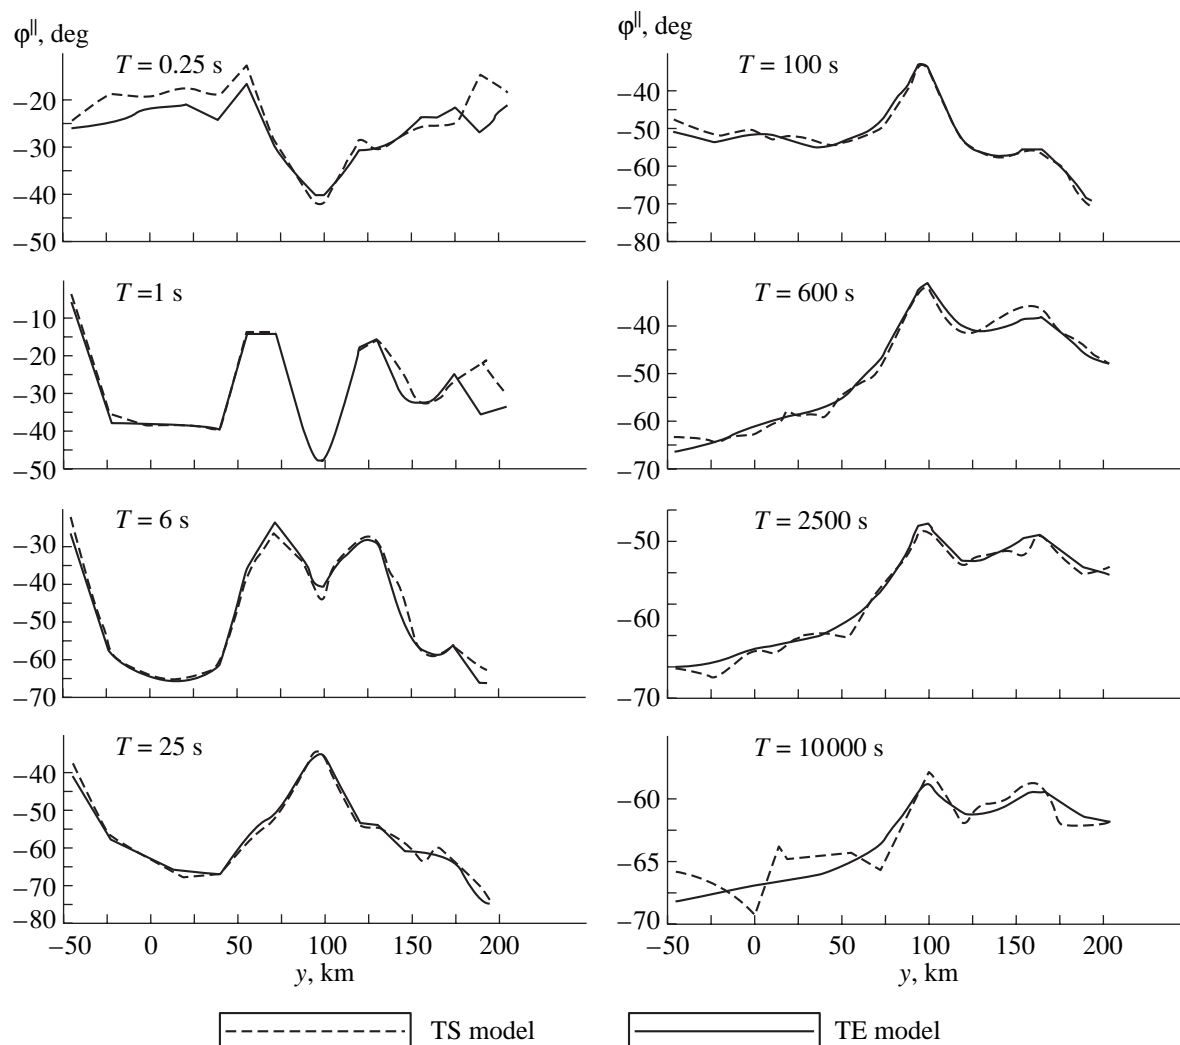 φ||, deg
T = 0.25 s
–20
–30
–40
–50
T =1 s
–10
–20
–30
–40
–50
T = 6 s
–30
–40
–50
–60
–70
T = 25 s
–40
–50
–60
–70
–80
–50 0 50 100 150 200
y, km
φ||, deg
T = 100 s
–40
–50
–60
–70
–80
T = 600 s
–40
–50
–60
–70
T = 2500 s
–50
–60
–70
T = 10000 s
–60
–65
–70
–50 0 50 100 150 200
y, km
TS model
TE model